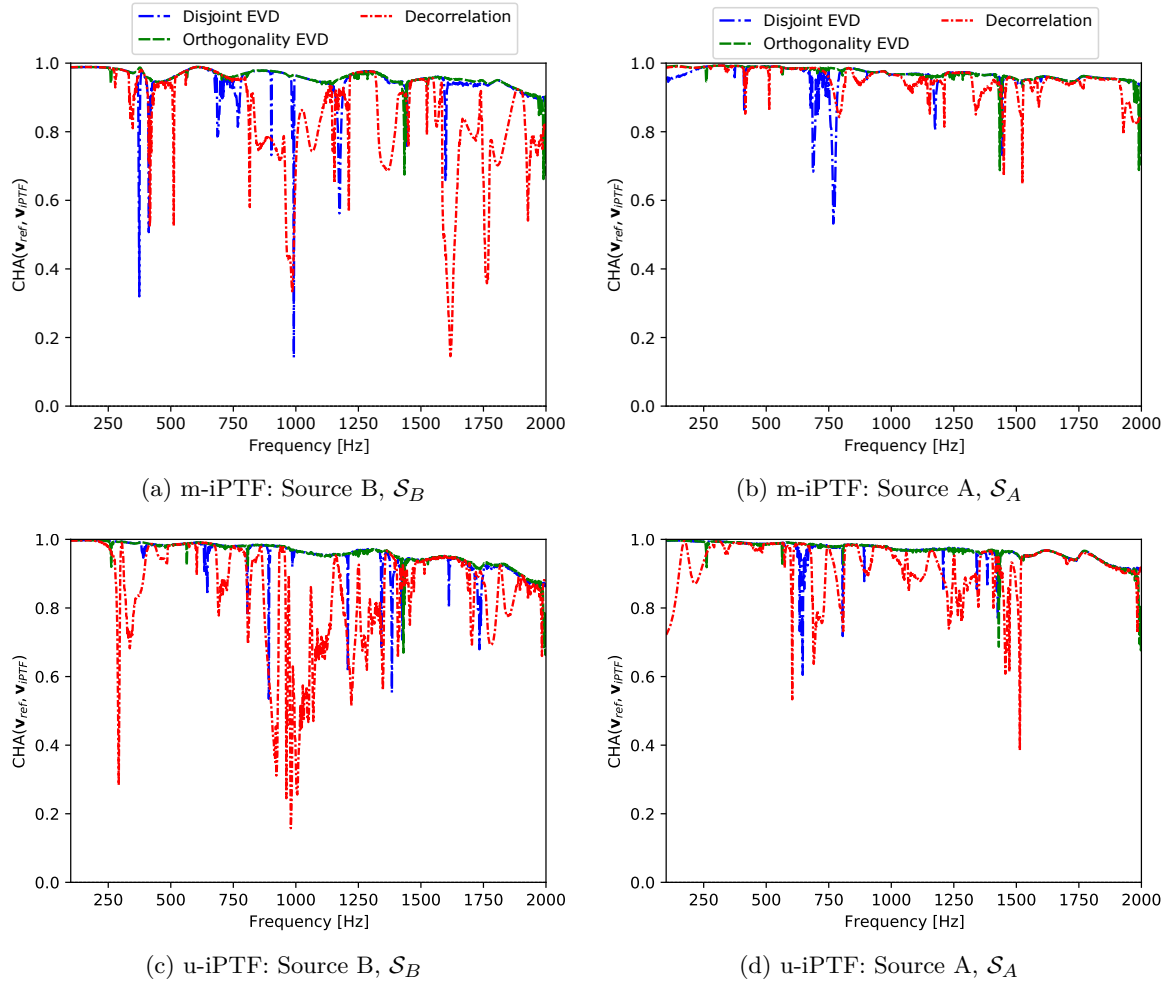 Disjoint EVD
Orthogonality EVD
Decorrelation
Disjoint EVD
Orthogonality EVD
Decorrelation
1.0
0.8
0.6
0.4
0.2
0.0
CHA(v_ref, v_iPTF)
250 500 750 1000 1250 1500 1750 2000
Frequency [Hz]
(a) m-iPTF: Source B, 𝒮_B
1.0
0.8
0.6
0.4
0.2
0.0
CHA(v_ref, v_iPTF)
250 500 750 1000 1250 1500 1750 2000
Frequency [Hz]
(b) m-iPTF: Source A, 𝒮_A
1.0
0.8
0.6
0.4
0.2
0.0
CHA(v_ref, v_iPTF)
250 500 750 1000 1250 1500 1750 2000
Frequency [Hz]
(c) u-iPTF: Source B, 𝒮_B
1.0
0.8
0.6
0.4
0.2
0.0
CHA(v_ref, v_iPTF)
250 500 750 1000 1250 1500 1750 2000
Frequency [Hz]
(d) u-iPTF: Source A, 𝒮_A